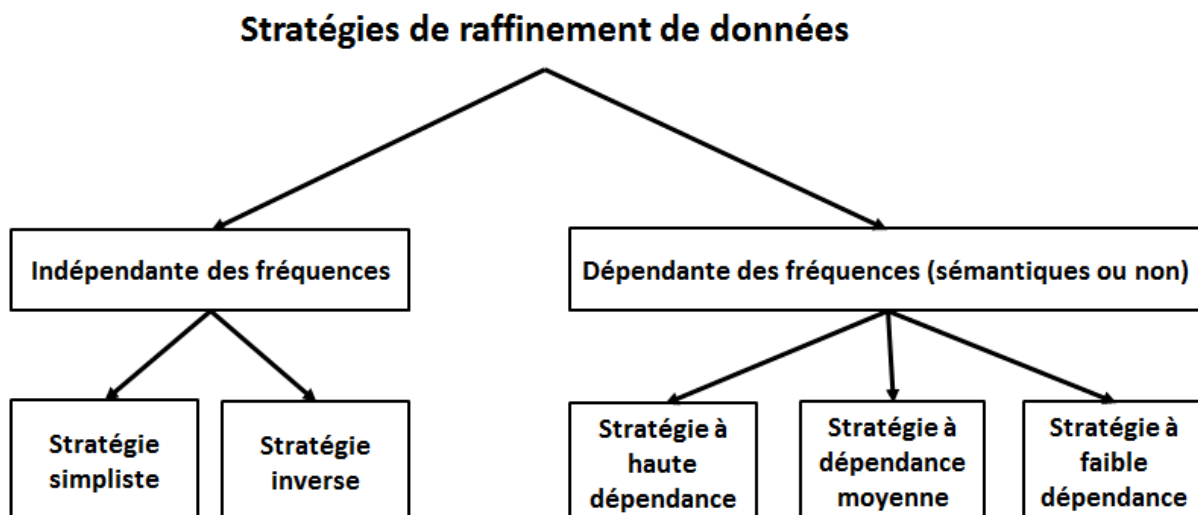 Stratégies de raffinement de données
Indépendante des fréquences
Dépendante des fréquences (sémantiques ou non)
Stratégie
simpliste
Stratégie
inverse
Stratégie à
haute
dépendance
Stratégie à
dépendance
moyenne
Stratégie à
faible
dépendance